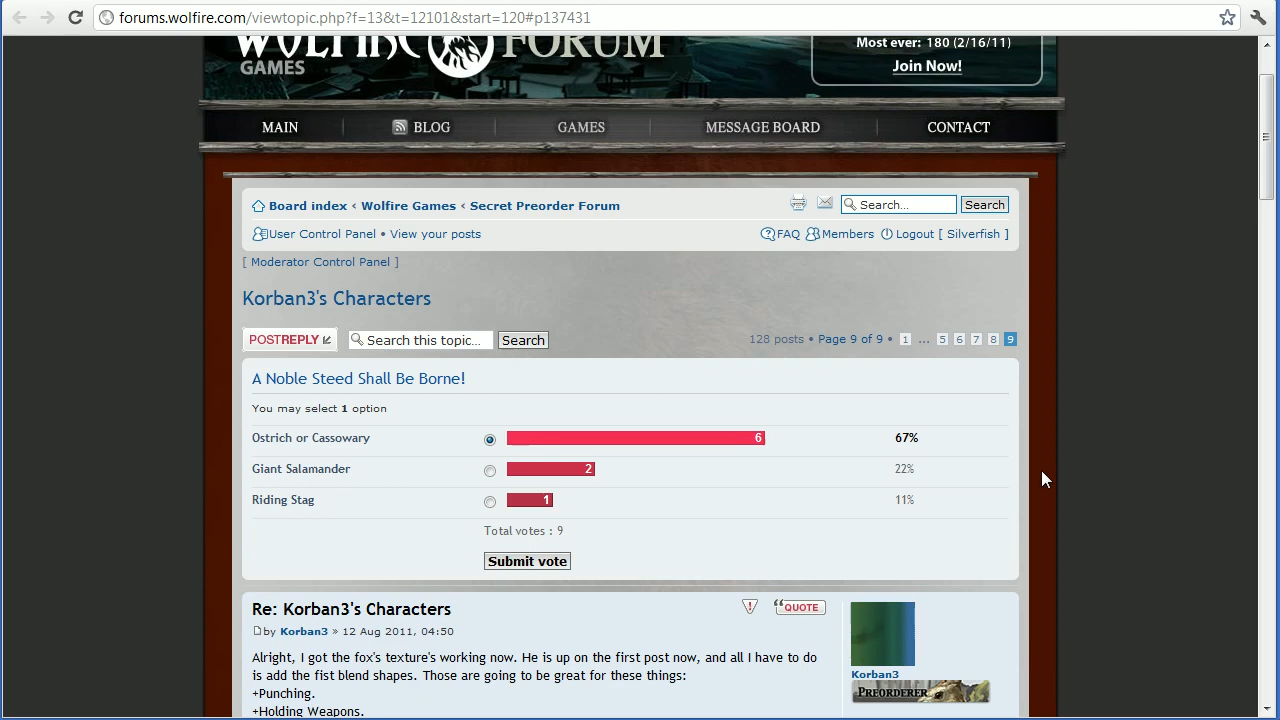 forums.wolfire.com/viewtopic.php?f=13&t=12101&start=120#p137431
WOLFIRE FORUM
GAMES
Most ever: 180 (2/16/11)
Join Now!
MAIN BLOG GAMES MESSAGE BOARD CONTACT
Board index ‹ Wolfire Games ‹ Secret Preorder Forum Search... Search
User Control Panel • View your posts FAQ Members Logout [ Silverfish ]
[ Moderator Control Panel ]
Korban3's Characters
POSTREPLY Search this topic... Search 128 posts • Page 9 of 9 • 1 ... 5 6 7 8 9
A Noble Steed Shall Be Borne!
You may select 1 option
Ostrich or Cassowary 6 67%
Giant Salamander 2 22%
Riding Stag 1 11%
Total votes : 9
Submit vote
Re: Korban3's Characters QUOTE
by Korban3 » 12 Aug 2011, 04:50
Alright, I got the fox's texture's working now. He is up on the first post now, and all I have to do
is add the fist blend shapes. Those are going to be great for these things:
+Punching.
+Holding Weapons.
Korban3
PREORDERER